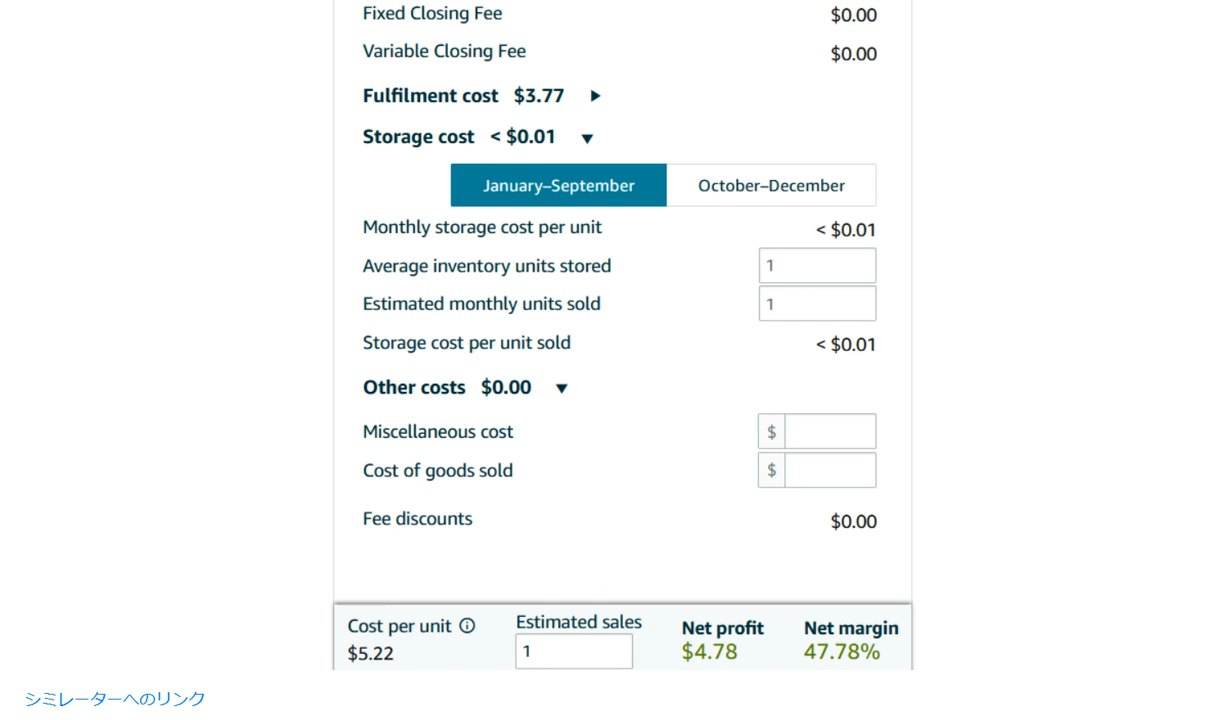 Fixed Closing Fee $0.00
Variable Closing Fee $0.00
Fulfilment cost $3.77 ▶
Storage cost < $0.01 ▼
January–September October–December
Monthly storage cost per unit < $0.01
Average inventory units stored 1
Estimated monthly units sold 1
Storage cost per unit sold < $0.01
Other costs $0.00 ▼
Miscellaneous cost $
Cost of goods sold $
Fee discounts $0.00
Cost per unit ⓘ Estimated sales Net profit Net margin
$5.22 1 $4.78 47.78%
シミレーターへのリンク